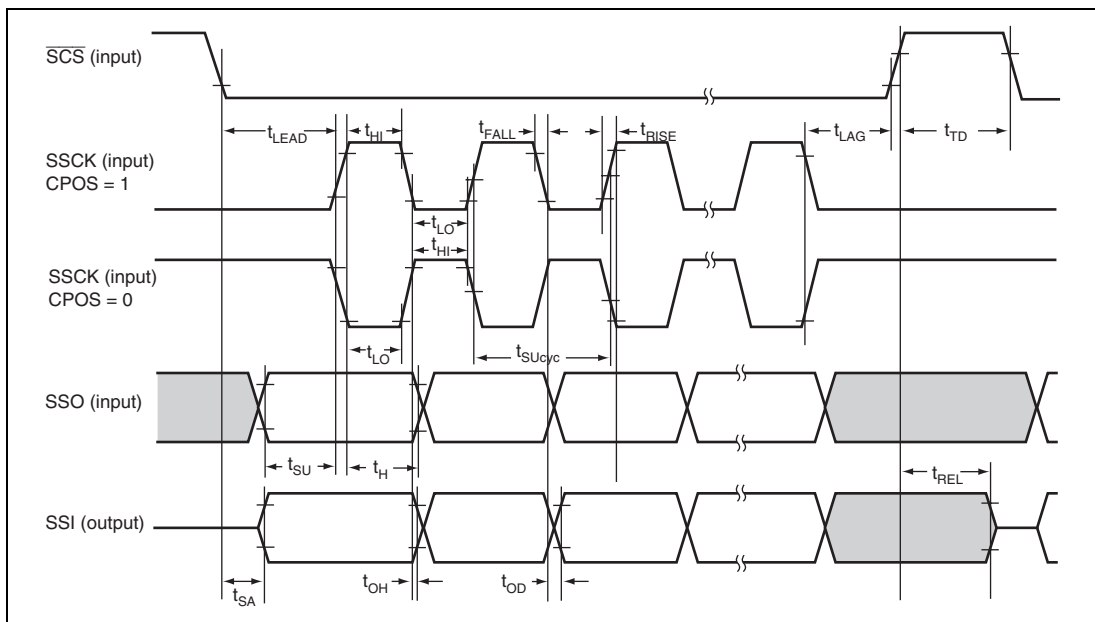 SCS (input)
tLEAD
tHI
tFALL
tRISE
tLAG
tTD
SSCK (input)
CPOS = 1
tLO
tHI
SSCK (input)
CPOS = 0
tLO
tSUcyc
SSO (input)
tSU
tH
tREL
SSI (output)
tSA
tOH
tOD